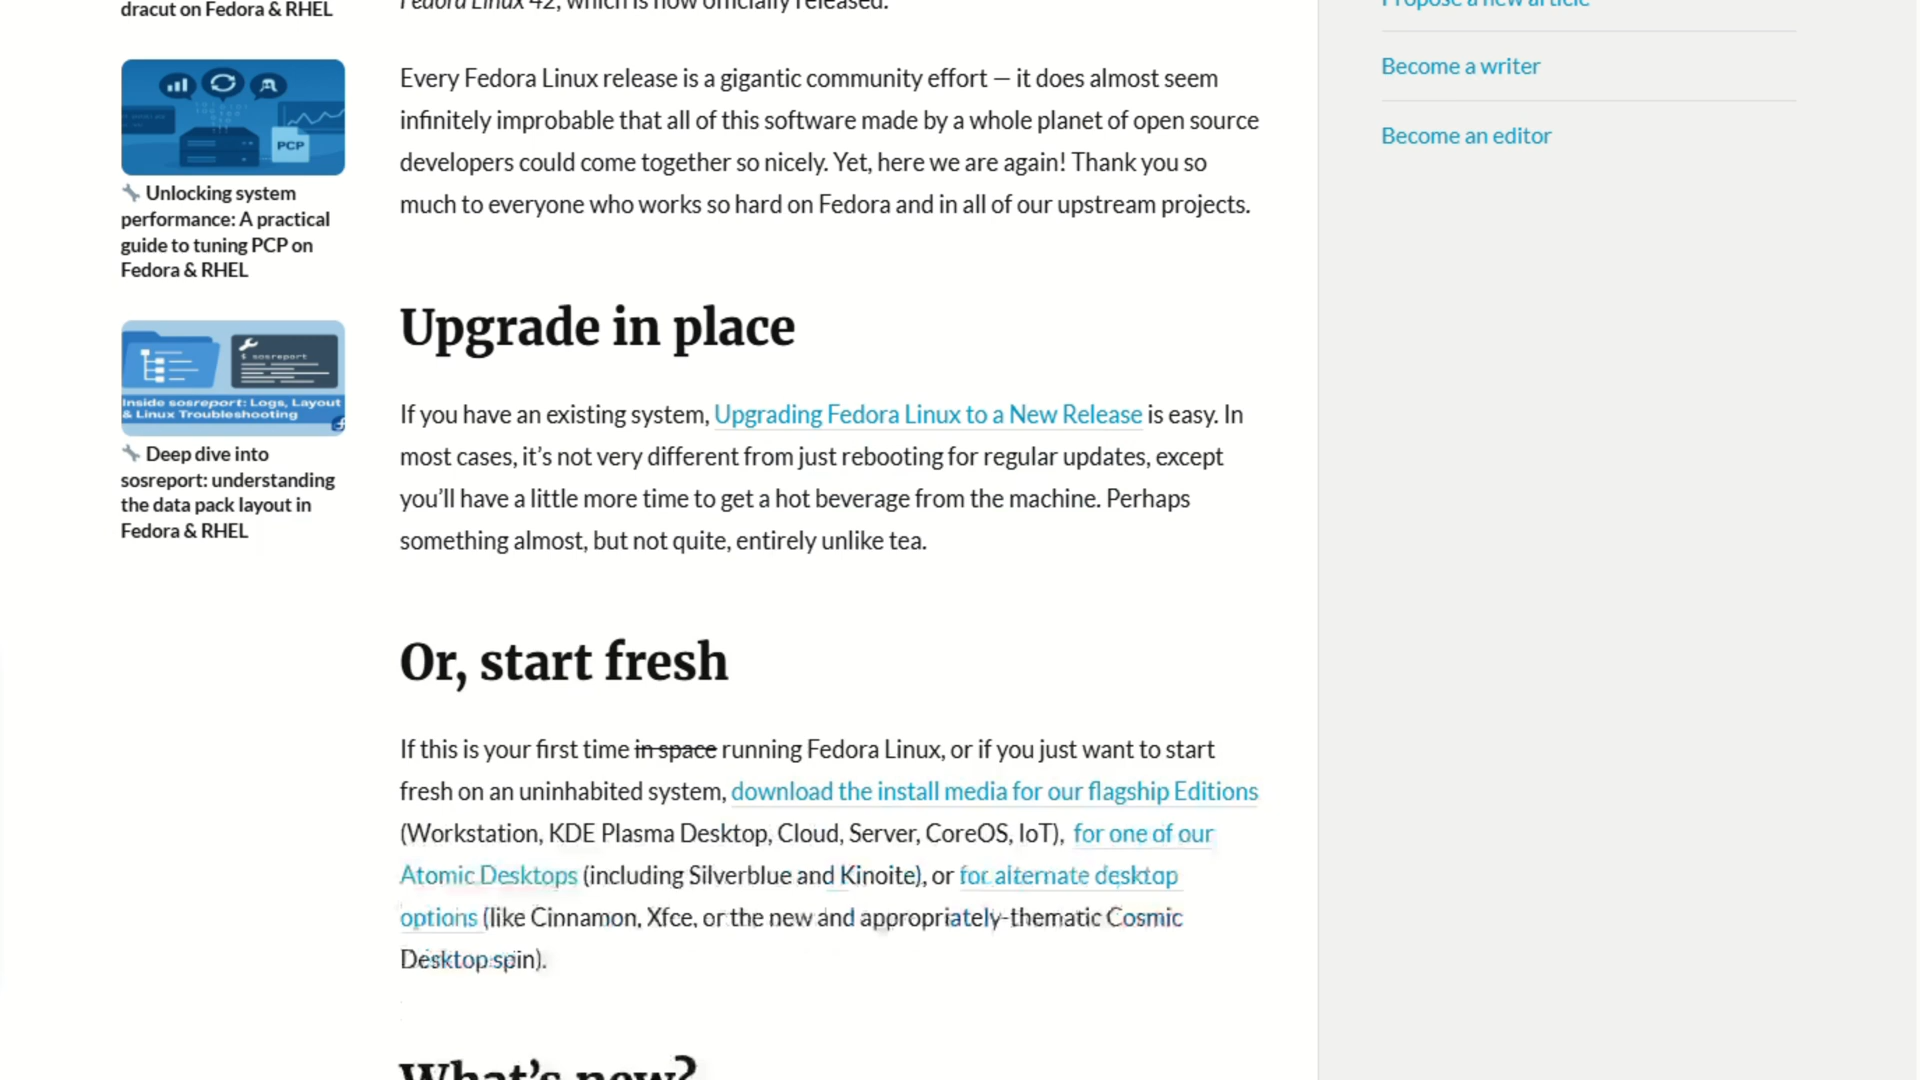 dracut on Fedora & RHEL
PCP
🔧 Unlocking system
performance: A practical
guide to tuning PCP on
Fedora & RHEL
$ sosreport
Inside sosreport: Logs, Layout
& Linux Troubleshooting
🔧 Deep dive into
sosreport: understanding
the data pack layout in
Fedora & RHEL
Fedora Linux 42, which is now officially released.
Every Fedora Linux release is a gigantic community effort — it does almost seem
infinitely improbable that all of this software made by a whole planet of open source
developers could come together so nicely. Yet, here we are again! Thank you so
much to everyone who works so hard on Fedora and in all of our upstream projects.
Upgrade in place
If you have an existing system, Upgrading Fedora Linux to a New Release is easy. In
most cases, it’s not very different from just rebooting for regular updates, except
you’ll have a little more time to get a hot beverage from the machine. Perhaps
something almost, but not quite, entirely unlike tea.
Or, start fresh
If this is your first time in space running Fedora Linux, or if you just want to start
fresh on an uninhabited system, download the install media for our flagship Editions
(Workstation, KDE Plasma Desktop, Cloud, Server, CoreOS, IoT), for one of our
Atomic Desktops (including Silverblue and Kinoite), or for alternate desktop
options (like Cinnamon, Xfce, or the new and appropriately-thematic Cosmic
Desktop spin).
What’s new?
Propose a new article
Become a writer
Become an editor